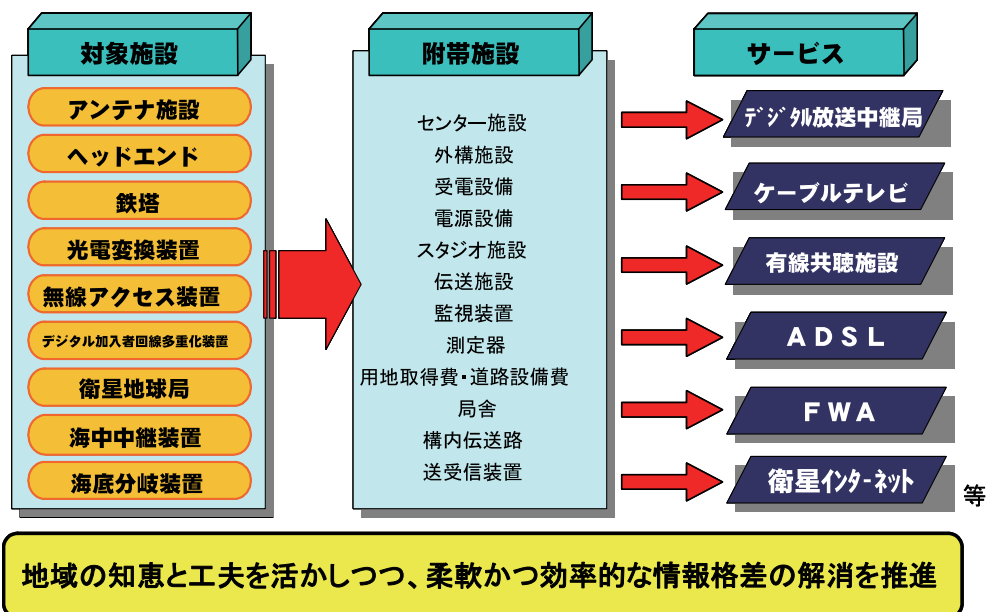 対象施設
アンテナ施設
ヘッドエンド
鉄塔
光電変換装置
無線アクセス装置
デジタル加入者回線多重化装置
衛星地球局
海中中継装置
海底分岐装置
附帯施設
センター施設
外構施設
受電設備
電源設備
スタジオ施設
伝送施設
監視装置
測定器
用地取得費・道路設備費
局舎
構内伝送路
送受信装置
サービス
デジタル放送中継局
ケーブルテレビ
有線共聴施設
ADSL
FWA
衛星インターネット
等
地域の知恵と工夫を活かしつつ、柔軟かつ効率的な情報格差の解消を推進